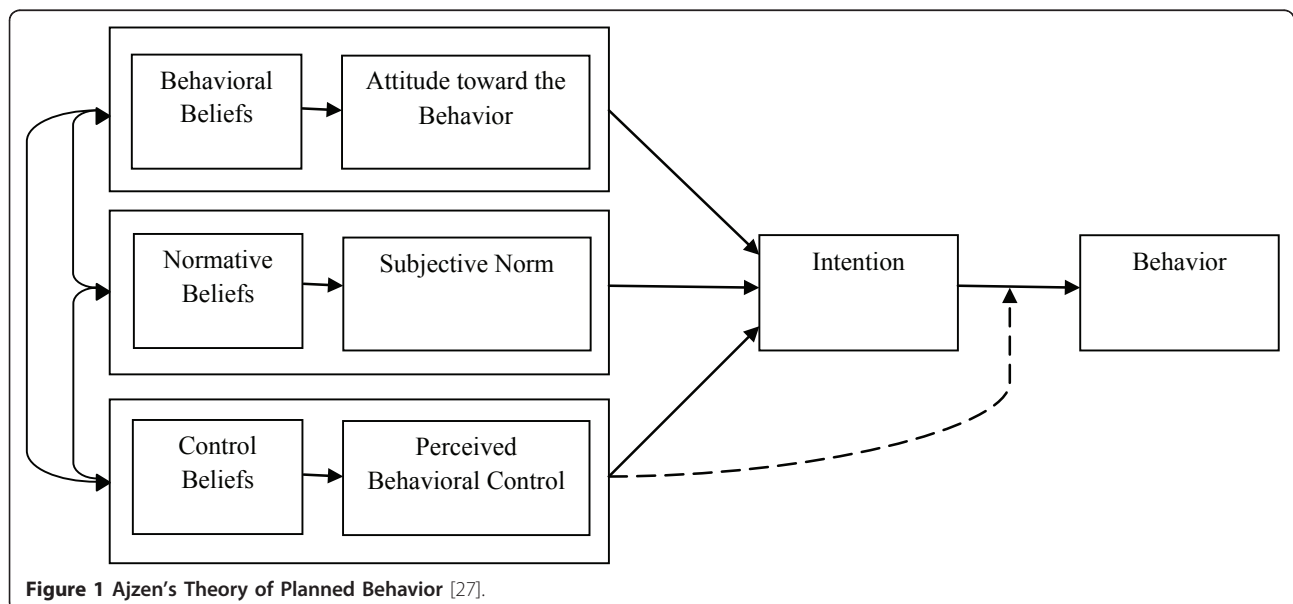 Behavioral
Beliefs
Attitude toward the
Behavior
Normative
Beliefs
Subjective Norm
Control
Beliefs
Perceived
Behavioral Control
Intention
Behavior
Figure 1 Ajzen's Theory of Planned Behavior [27].